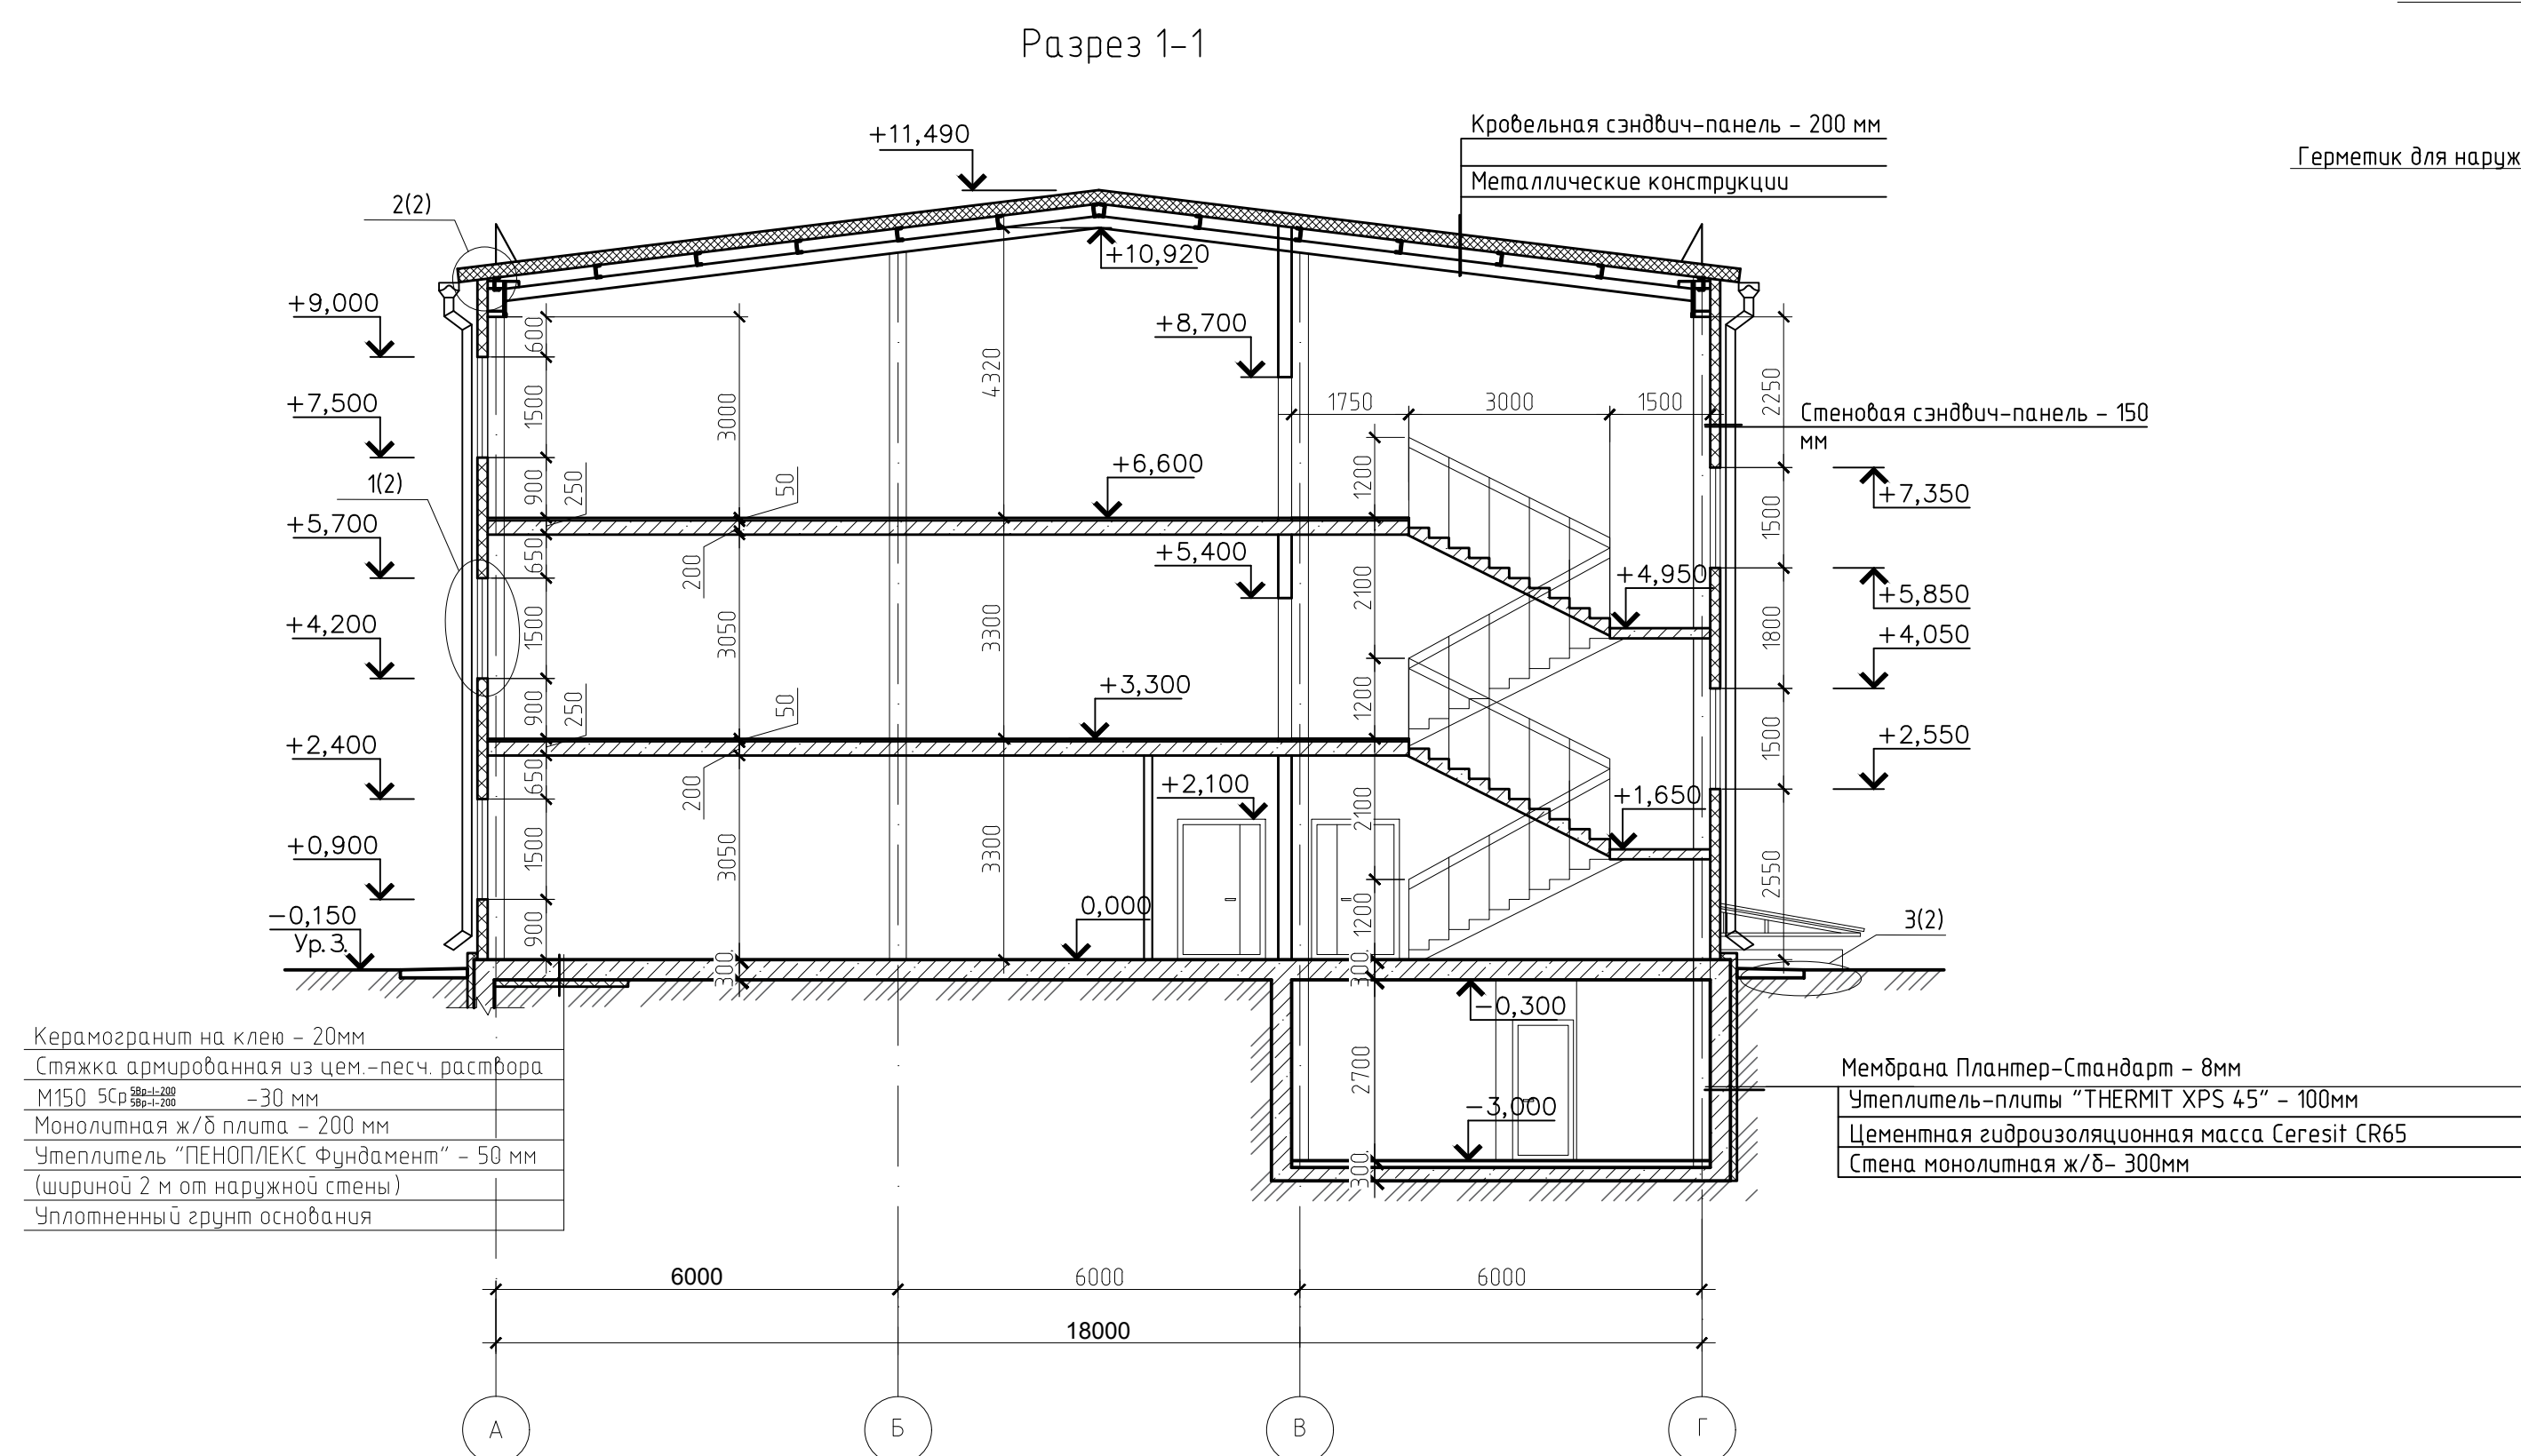 Разрез 1-1
+11,490
Кровельная сэндвич-панель - 200 мм
Металлические конструкции
Герметик для наруж
2(2)
+10,920
+9,000
+8,700
+7,500
600
1500
3000
4320
1750
3000
1500
2250
Стеновая сэндвич-панель - 150
мм
1(2)
+6,600
900
250
50
1200
+7,350
+5,700
650
200
+5,400
2100
+4,950
1500
+5,850
+4,200
1500
3050
3300
1800
+4,050
+3,300
900
250
50
1200
+2,400
650
200
+2,100
2100
+1,650
1500
+2,550
+0,900
1500
3050
3300
2550
-0,150
Ур.З.
900
300
0,000
1200
300
3(2)
-0,300
2700
-3,000
300
Керамогранит на клею - 20мм
Стяжка армированная из цем.-песч. раствора
М150 5Ср 5Вр-I-200 -30 мм
5Вр-I-200
Монолитная ж/б плита - 200 мм
Утеплитель "ПЕНОПЛЕКС Фундамент" - 50 мм
(шириной 2 м от наружной стены)
Уплотненный грунт основания
Мембрана Плантер-Стандарт - 8мм
Утеплитель-плиты "THERMIT XPS 45" - 100мм
Цементная гидроизоляционная масса Ceresit CR65
Стена монолитная ж/б- 300мм
6000
6000
6000
18000
А
Б
В
Г